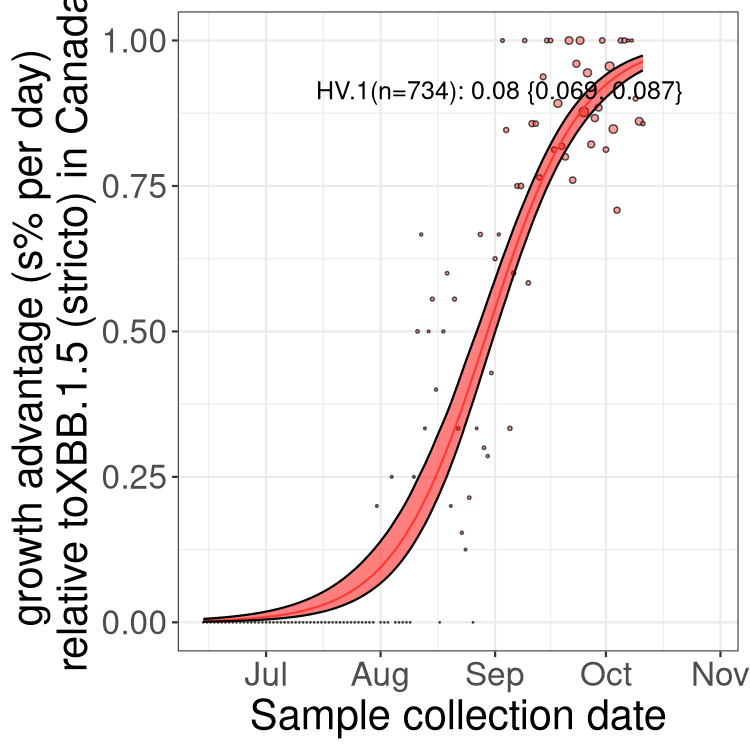 growth advantage (s% per day)
relative toXBB.1.5 (stricto) in Canada
1.00
0.75
0.50
0.25
0.00
HV.1(n=734): 0.08 {0.069, 0.087}
Jul Aug Sep Oct Nov
Sample collection date